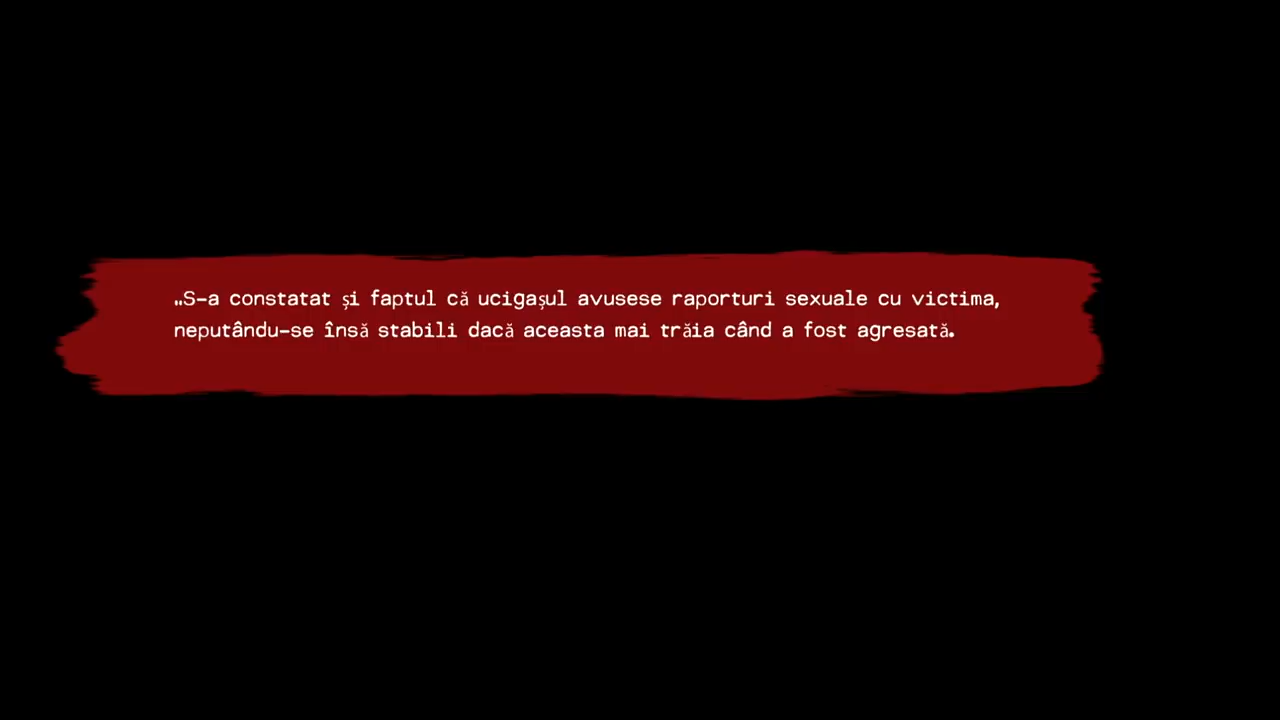 „S-a constatat și faptul că ucigașul avusese raporturi sexuale cu victima,
neputându-se însă stabili dacă aceasta mai trăia când a fost agresată.